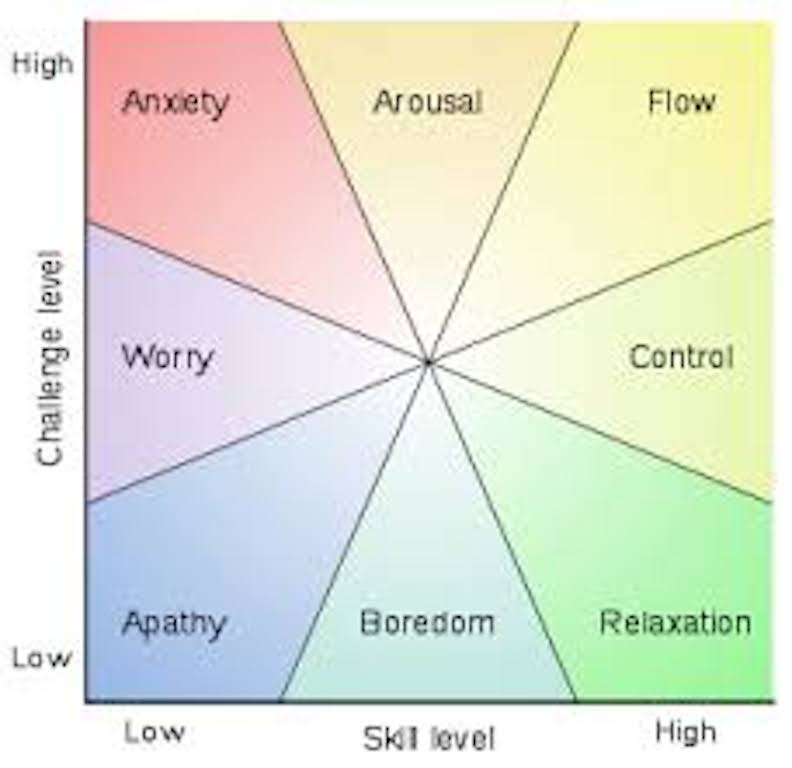 High
Anxiety
Arousal
Flow
Challenge level
Worry
Control
Apathy
Boredom
Relaxation
Low
Low
Skill level
High